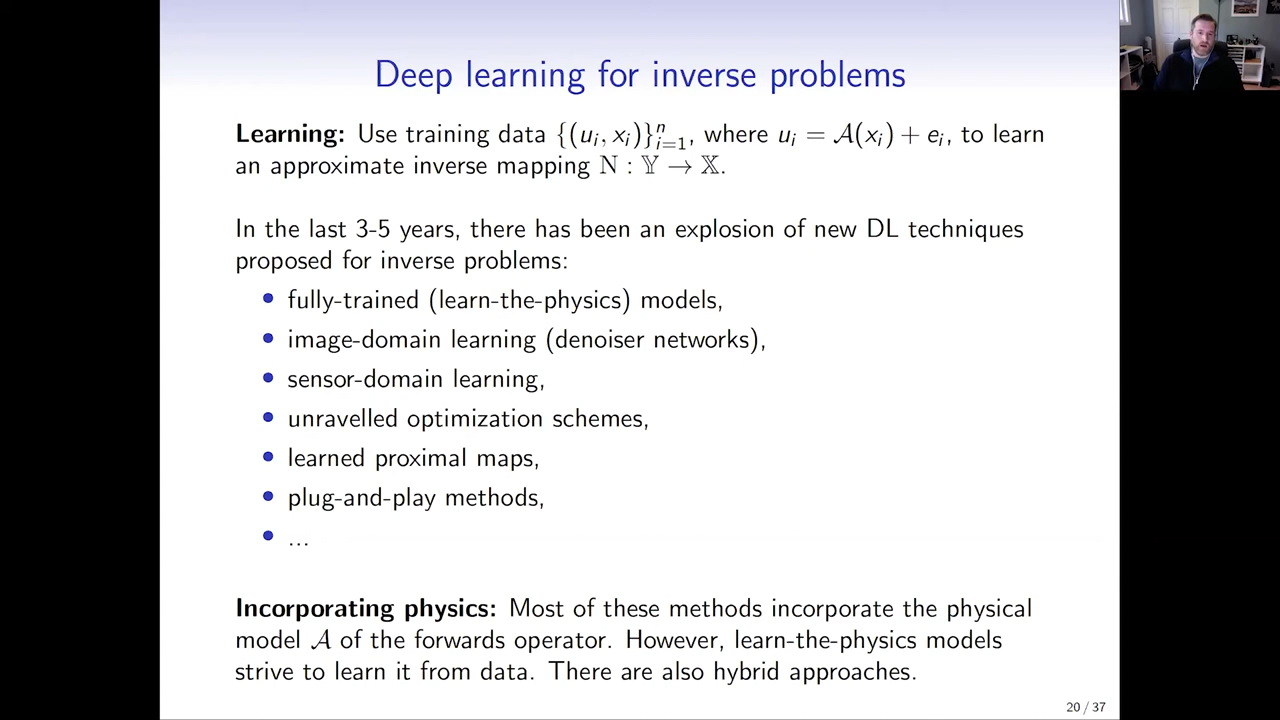 Deep learning for inverse problems
Learning: Use training data {(uᵢ, xᵢ)}ⁿᵢ₌₁, where uᵢ = 𝒜(xᵢ) + eᵢ, to learn
an approximate inverse mapping N : 𝕐 → 𝕏.
In the last 3-5 years, there has been an explosion of new DL techniques
proposed for inverse problems:
• fully-trained (learn-the-physics) models,
• image-domain learning (denoiser networks),
• sensor-domain learning,
• unravelled optimization schemes,
• learned proximal maps,
• plug-and-play methods,
• ...
Incorporating physics: Most of these methods incorporate the physical
model 𝒜 of the forwards operator. However, learn-the-physics models
strive to learn it from data. There are also hybrid approaches.
20 / 37